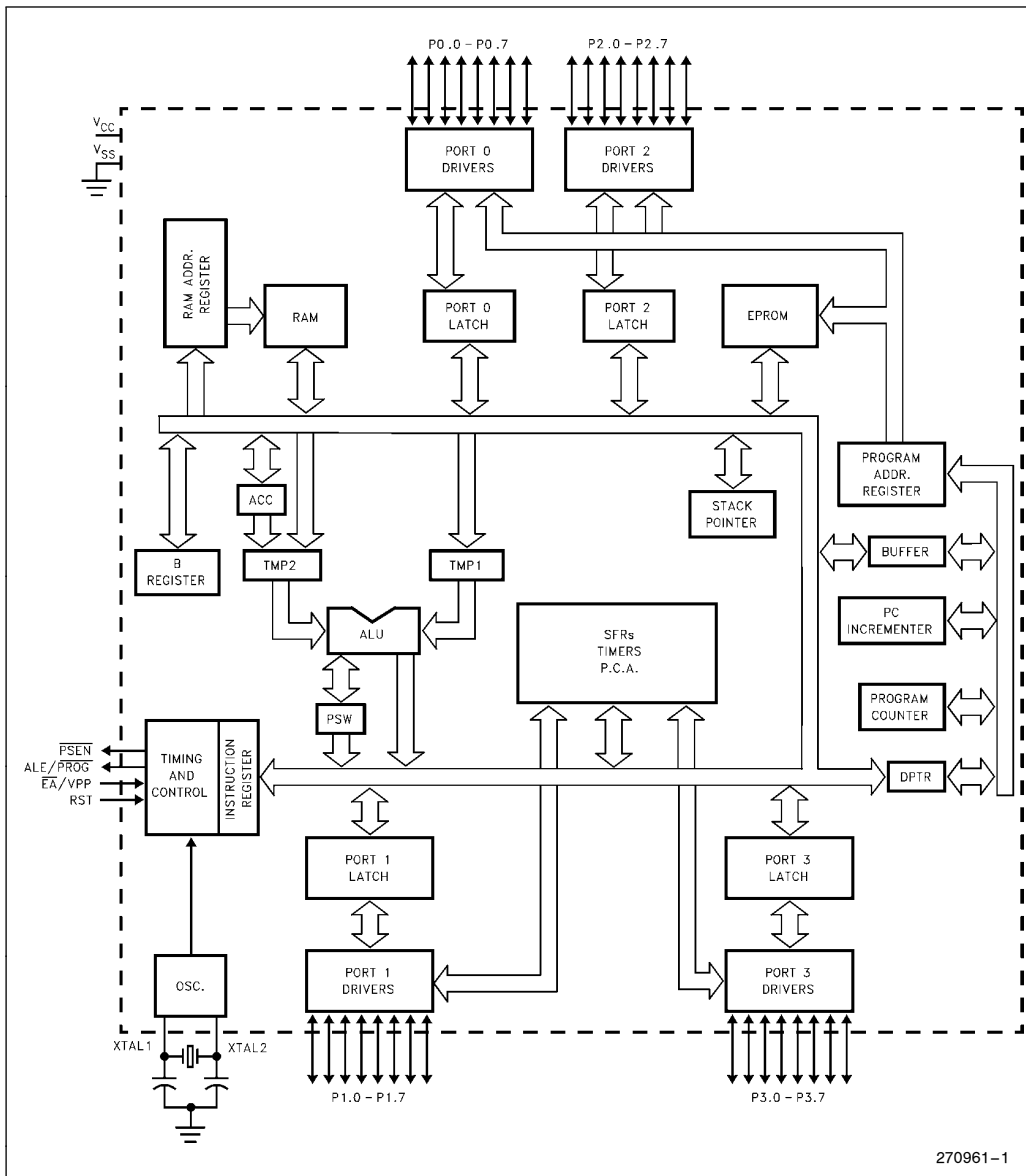 P0.0–P0.7
P2.0–P2.7
VCC
VSS
PORT 0
DRIVERS
PORT 2
DRIVERS
RAM ADDR.
REGISTER
RAM
PORT 0
LATCH
PORT 2
LATCH
EPROM
PROGRAM
ADDR.
REGISTER
ACC
STACK
POINTER
B
REGISTER
TMP2
TMP1
BUFFER
ALU
SFRs
TIMERS
P.C.A.
PC
INCREMENTER
PSW
PROGRAM
COUNTER
PSEN
ALE/PROG
EA/VPP
RST
TIMING
AND
CONTROL
INSTRUCTION
REGISTER
DPTR
PORT 1
LATCH
PORT 3
LATCH
OSC.
PORT 1
DRIVERS
PORT 3
DRIVERS
XTAL1
XTAL2
P1.0–P1.7
P3.0–P3.7
270961–1